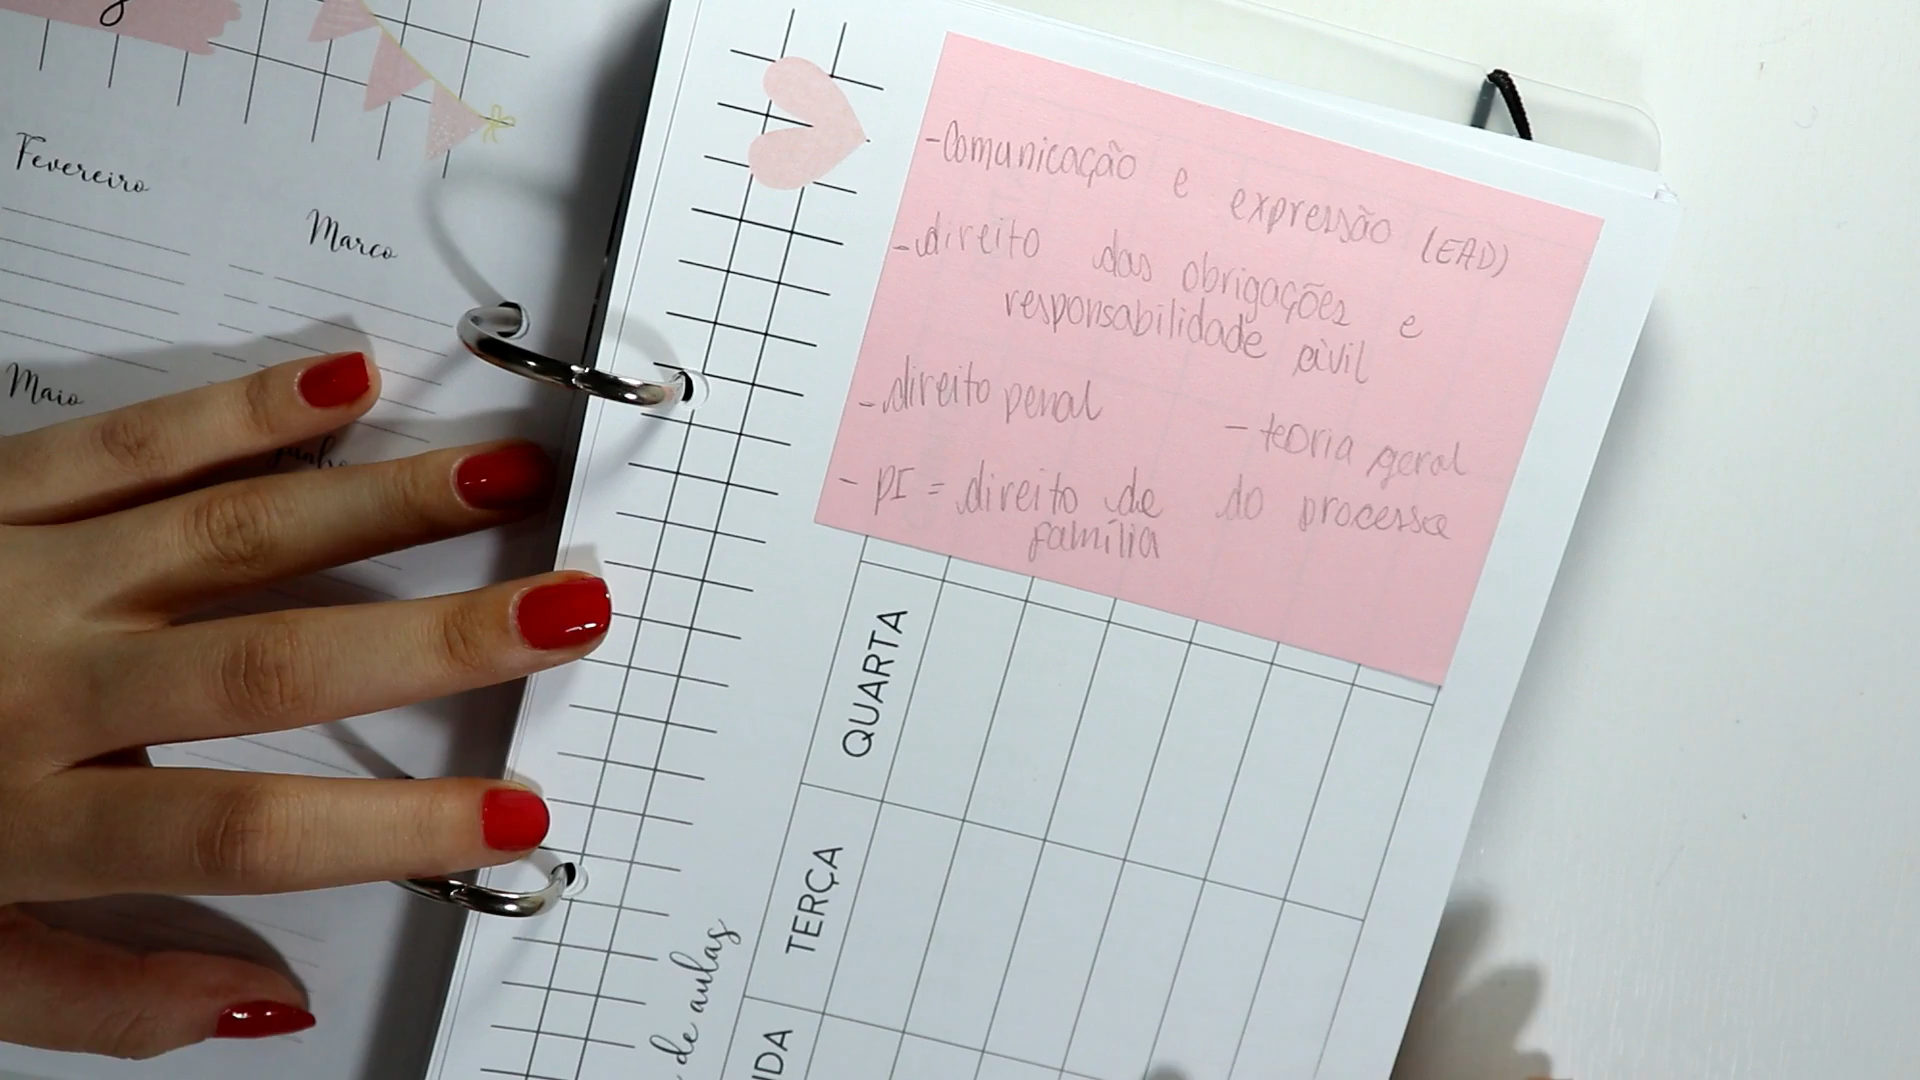 Fevereiro
Março
Maio
Junho
-Comunicação e expressão (EAD)
-direito das obrigações e
responsabilidade civil
-direito penal
- teoria geral
do processo
- PI = direito de
família
QUARTA
TERÇA
de aulas